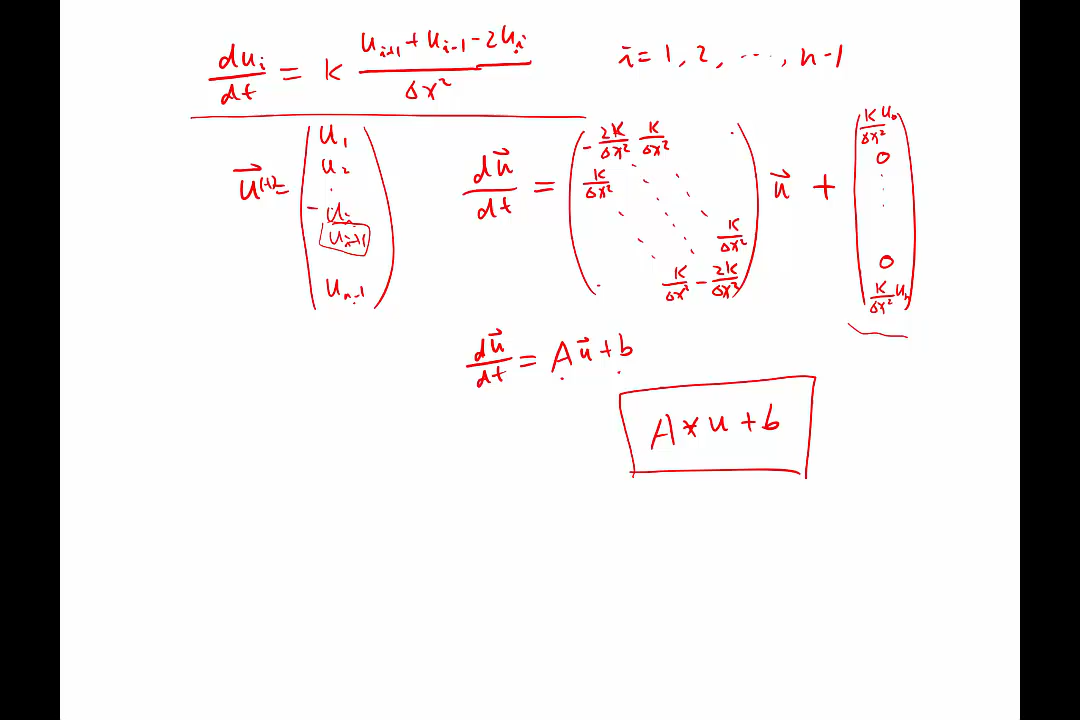 du_i/dt = K (u_{i+1} + u_{i-1} - 2u_i)/Δx² i = 1, 2, ⋯, n-1
u⃗(t) = (u_1, u_2, ⋮, u_i, u_{i+1}, u_{n-1}) du⃗/dt = (-2K/Δx² K/Δx² ; K/Δx² ⋱ ⋱ ; ⋱ ⋱ K/Δx² ; K/Δx² -2K/Δx²) u⃗ + (K/Δx² u_0, 0, ⋮, 0, K/Δx² u_n)
du⃗/dt = A u⃗ + b
A * u + b